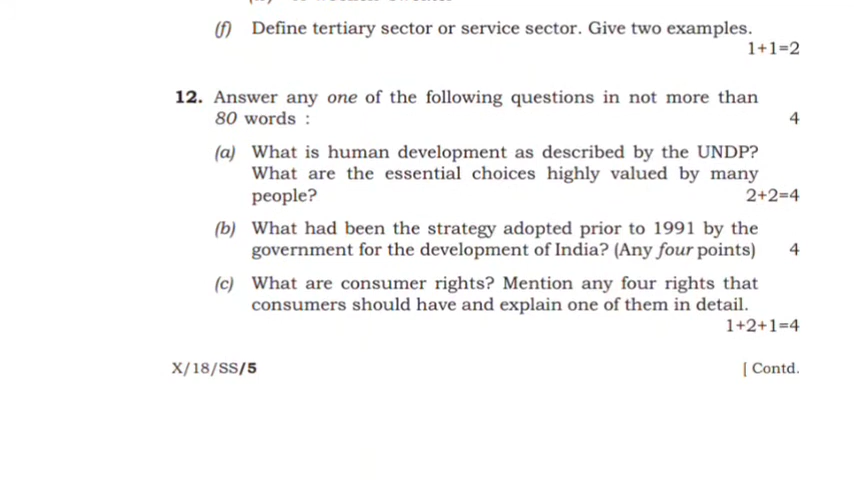 (f) Define tertiary sector or service sector. Give two examples.
1+1=2
12. Answer any one of the following questions in not more than
80 words : 4
(a) What is human development as described by the UNDP?
What are the essential choices highly valued by many
people? 2+2=4
(b) What had been the strategy adopted prior to 1991 by the
government for the development of India? (Any four points) 4
(c) What are consumer rights? Mention any four rights that
consumers should have and explain one of them in detail.
1+2+1=4
X/18/SS/5 [ Contd.